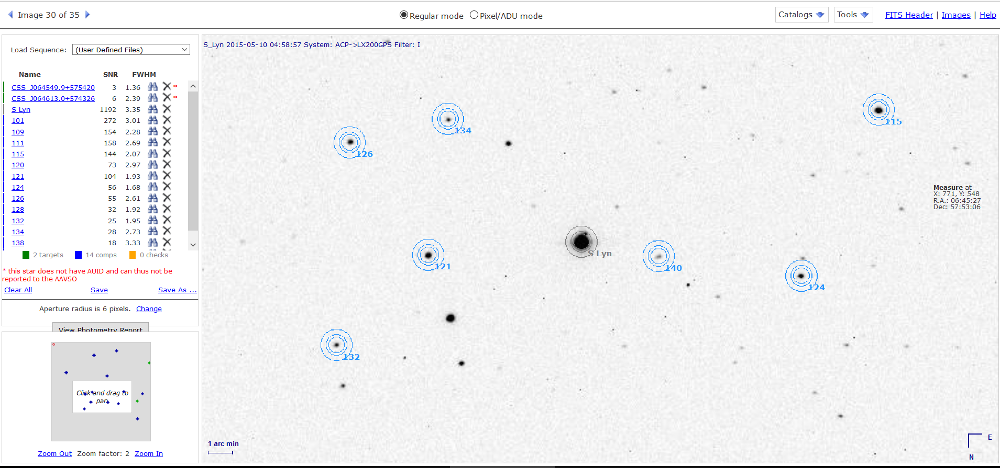 Image 30 of 35
Regular mode Pixel/ADU mode
Catalogs Tools FITS Header | Images | Help
Load Sequence: (User Defined Files)
Name SNR FWHM
CSS_J064549.9+575420 3 1.36 *
CSS_J064613.0+574326 6 2.39 *
S Lyn 1192 3.35
101 272 3.01
109 154 2.28
111 158 2.69
115 144 2.07
120 73 2.97
121 104 1.93
124 56 1.68
126 55 2.61
128 32 1.92
132 25 1.95
134 28 2.73
138 18 3.33
2 targets 14 comps 0 checks
* this star does not have AUID and can thus not be
reported to the AAVSO
Clear All Save Save As ...
Aperture radius is 6 pixels. Change
View Photometry Report
Click and drag to
pan
Zoom Out Zoom factor: 2 Zoom In
S_Lyn 2015-05-10 04:58:57 System: ACP->LX200GPS Filter: I
115
134
126
Measure at
X: 771, Y: 548
R.A.: 06:45:27
Dec: 57:53:06
S Lyn
121
140
124
132
1 arc min
E
N